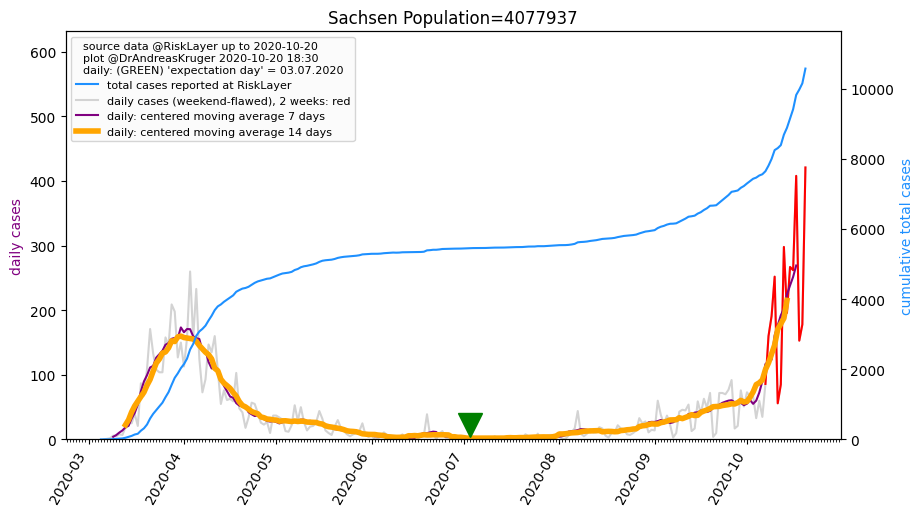 Sachsen Population=4077937
source data @RiskLayer up to 2020-10-20
plot @DrAndreasKruger 2020-10-20 18:30
daily: (GREEN) 'expectation day' = 03.07.2020
total cases reported at RiskLayer
daily cases (weekend-flawed), 2 weeks: red
daily: centered moving average 7 days
daily: centered moving average 14 days
daily cases
600
500
400
300
200
100
0
cumulative total cases
10000
8000
6000
4000
2000
0
2020-03
2020-04
2020-05
2020-06
2020-07
2020-08
2020-09
2020-10